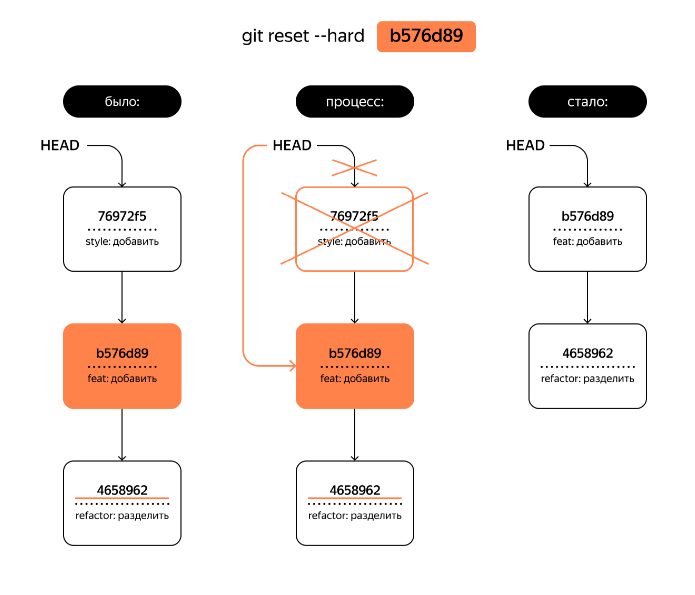 git reset --hard b576d89
было:
HEAD
76972f5
style: добавить
b576d89
feat: добавить
4658962
refactor: разделить
процесс:
HEAD
76972f5
style: добавить
b576d89
feat: добавить
4658962
refactor: разделить
стало:
HEAD
b576d89
feat: добавить
4658962
refactor: разделить